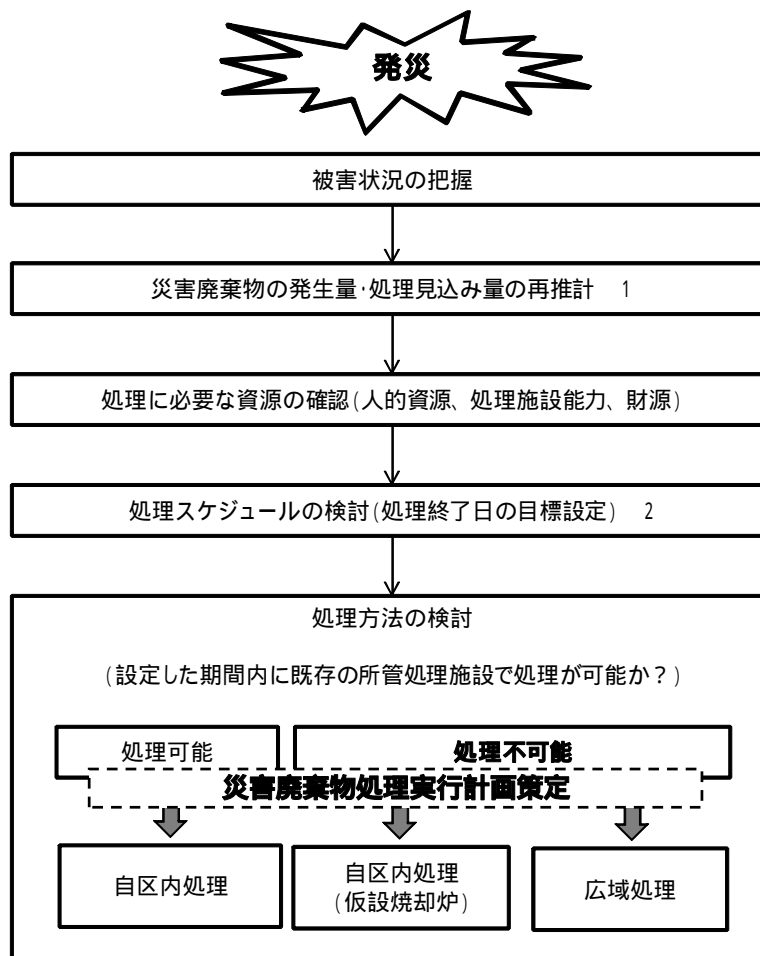 発災
被害状況の把握
災害廃棄物の発生量・処理見込み量の再推計　1
処理に必要な資源の確認(人的資源、処理施設能力、財源)
処理スケジュールの検討(処理終了日の目標設定)　2
処理方法の検討
(設定した期間内に既存の所管処理施設で処理が可能か？)
処理可能
処理不可能
災害廃棄物処理実行計画策定
自区内処理
自区内処理
(仮設焼却炉)
広域処理